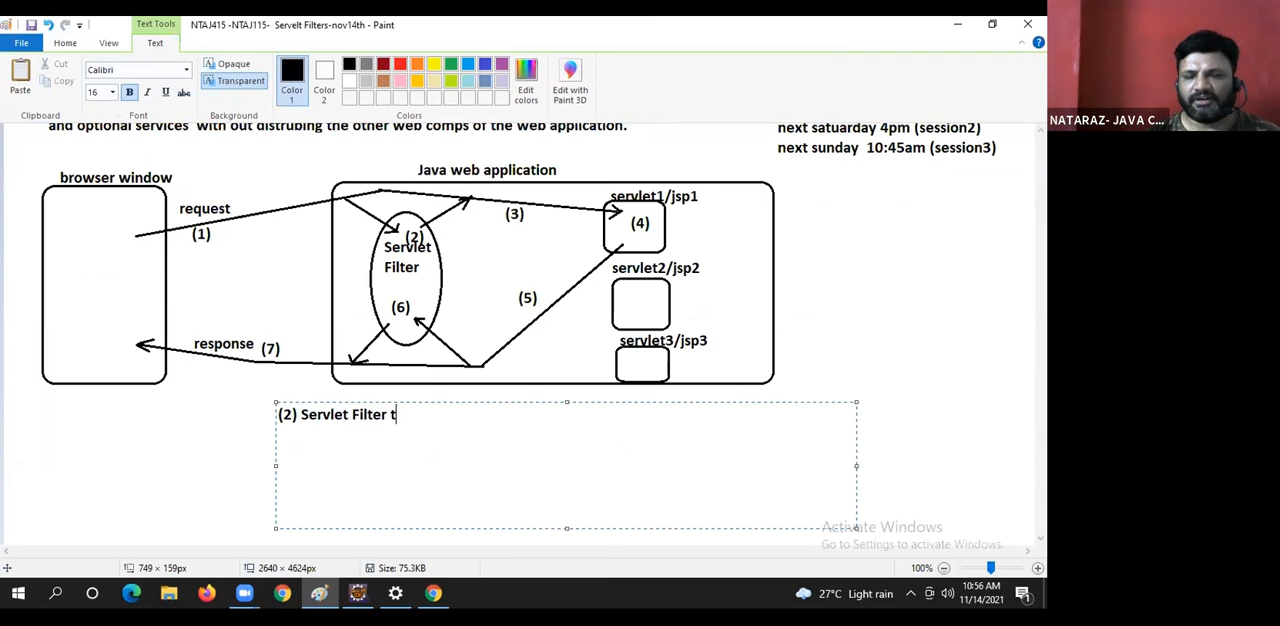 Text Tools
NTAJ415 -NTAJ115- Servelt Filters-nov14th - Paint
File
Home
View
Text
Paste
Cut
Copy
Clipboard
Calibri
16
B
I
U
abc
Font
Opaque
Transparent
Background
Color
1
Color
2
Edit
colors
Colors
Edit with
Paint 3D
NATARAZ- JAVA C...
and optional services with out distrubing the other web comps of the web application.
next satuarday 4pm (session2)
next sunday 10:45am (session3)
browser window
Java web application
request
(1)
(2)
Servlet
Filter
(3)
servlet1/jsp1
(4)
servlet2/jsp2
(5)
(6)
servlet3/jsp3
response
(7)
(2) Servlet Filter t
Activate Windows
Go to Settings to activate Windows.
749 × 159px
2640 × 4624px
Size: 75.3KB
100%
27°C Light rain
10:56 AM
11/14/2021
1